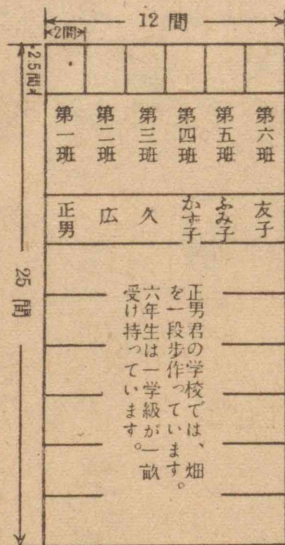 12間
2間
2.5間
25間
第一班
第二班
第三班
第四班
第五班
第六班
正男
広
久
かず子
ふみ子
友子
正男君の学校では、畑
を一段歩作っています。
六年生は一学級が一畝
受け持っています。